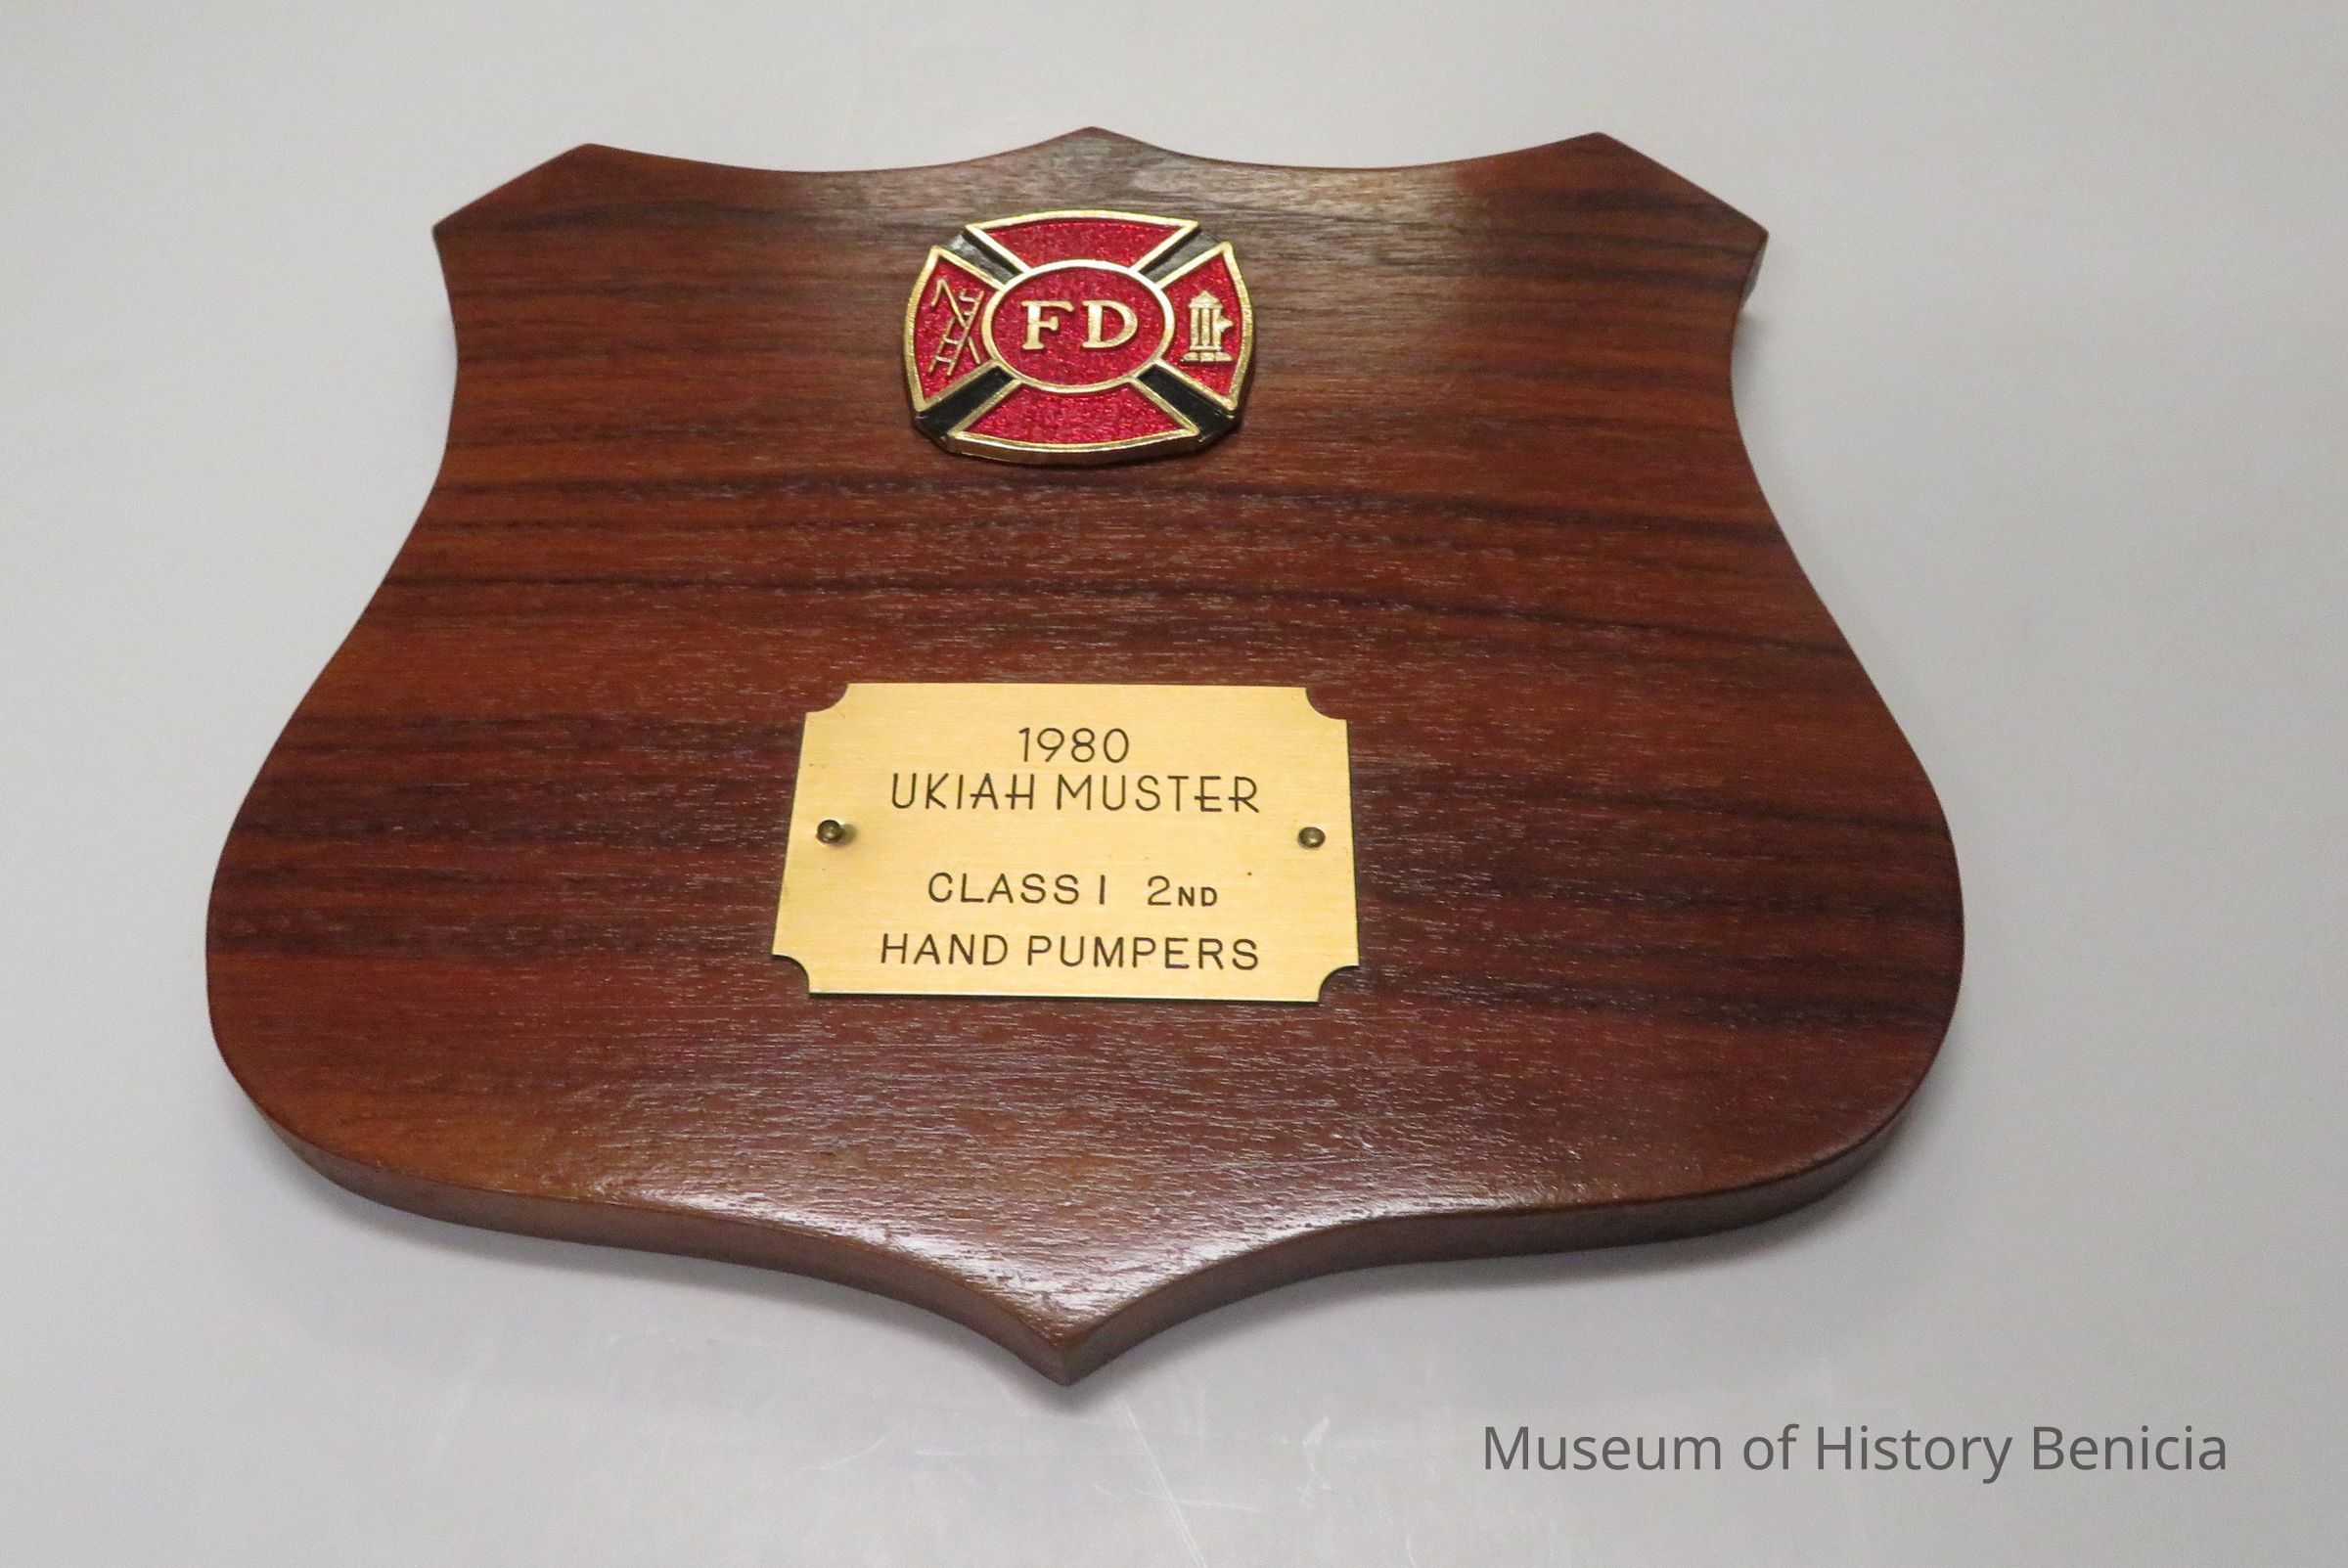 FD
1980
UKIAH MUSTER
CLASS I 2ND
HAND PUMPERS
Museum of History Benicia